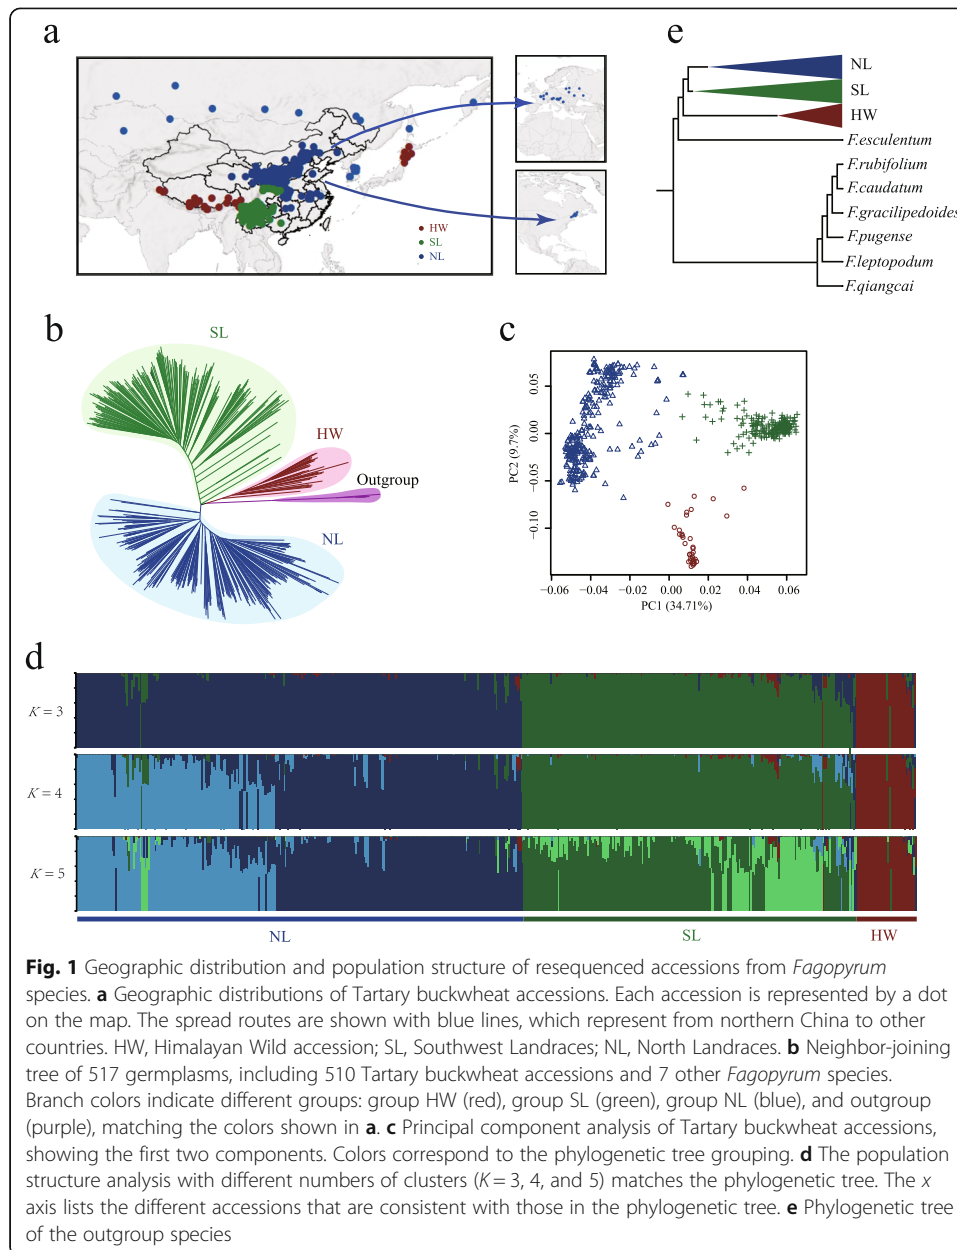 a
HW
SL
NL
e
NL
SL
HW
F.esculentum
F.rubifolium
F.caudatum
F.gracilipedoides
F.pugense
F.leptopodum
F.qiangcai
b
SL
HW
Outgroup
NL
c
PC2 (9.7%)
0.05
0.00
−0.05
−0.10
−0.06 −0.04 −0.02 0.00 0.02 0.04 0.06
PC1 (34.71%)
d
K = 3
K = 4
K = 5
NL SL HW
Fig. 1 Geographic distribution and population structure of resequenced accessions from Fagopyrum
species. a Geographic distributions of Tartary buckwheat accessions. Each accession is represented by a dot
on the map. The spread routes are shown with blue lines, which represent from northern China to other
countries. HW, Himalayan Wild accession; SL, Southwest Landraces; NL, North Landraces. b Neighbor-joining
tree of 517 germplasms, including 510 Tartary buckwheat accessions and 7 other Fagopyrum species.
Branch colors indicate different groups: group HW (red), group SL (green), group NL (blue), and outgroup
(purple), matching the colors shown in a. c Principal component analysis of Tartary buckwheat accessions,
showing the first two components. Colors correspond to the phylogenetic tree grouping. d The population
structure analysis with different numbers of clusters (K = 3, 4, and 5) matches the phylogenetic tree. The x
axis lists the different accessions that are consistent with those in the phylogenetic tree. e Phylogenetic tree
of the outgroup species